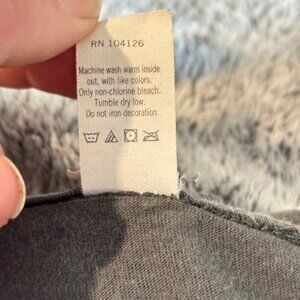 RN 104126
Machine wash warm inside
out, with like colors.
Only non-chlorine bleach.
Tumble dry low.
Do not iron decoration